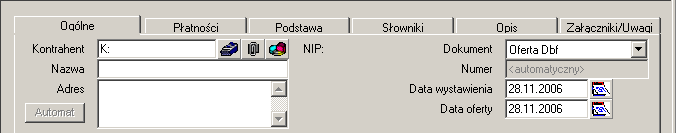 Ogólne Płatności Podstawa Słowniki Opis Załączniki/Uwagi
Kontrahent K: NIP: Dokument Oferta Dbf
Nazwa Numer <automatyczny>
Adres Data wystawienia 28.11.2006
Automat Data oferty 28.11.2006